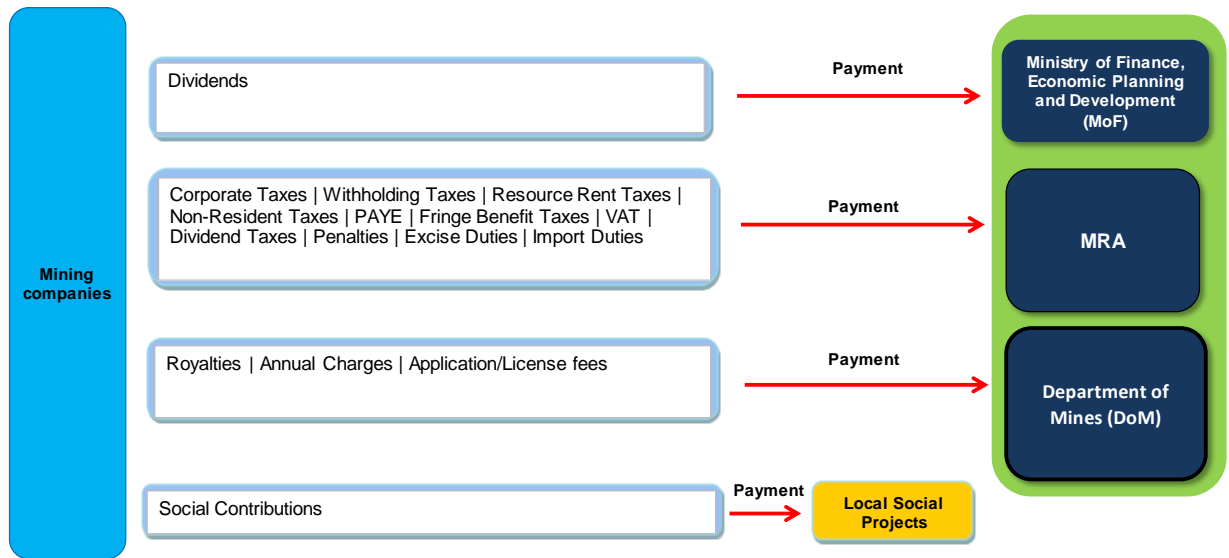 Mining
companies
Dividends
Payment
Ministry of Finance,
Economic Planning
and Development
(MoF)
Corporate Taxes | Withholding Taxes | Resource Rent Taxes |
Non-Resident Taxes | PAYE | Fringe Benefit Taxes | VAT |
Dividend Taxes | Penalties | Excise Duties | Import Duties
Payment
MRA
Royalties | Annual Charges | Application/License fees
Payment
Department of
Mines (DoM)
Social Contributions
Payment
Local Social
Projects